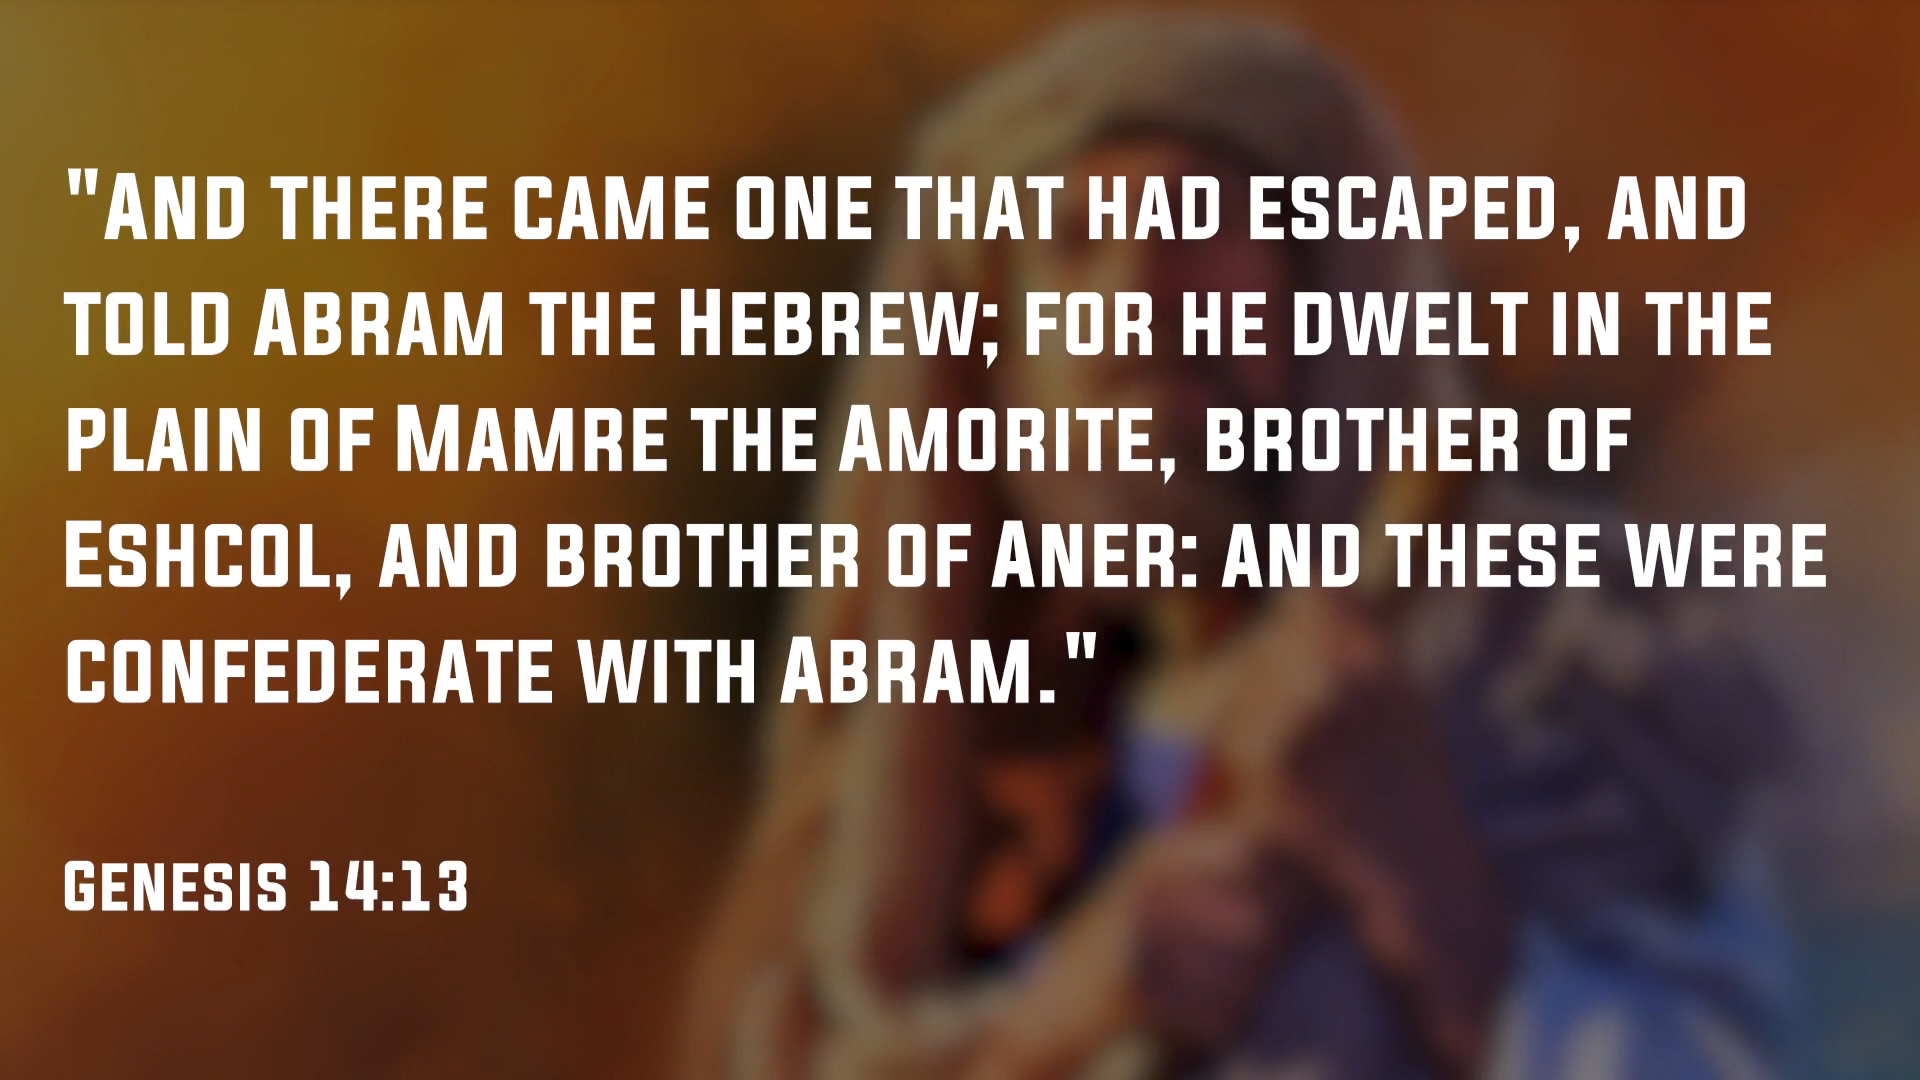 "And there came one that had escaped, and
told Abram the Hebrew; for he dwelt in the
plain of Mamre the Amorite, brother of
Eshcol, and brother of Aner: and these were
confederate with Abram."
Genesis 14:13